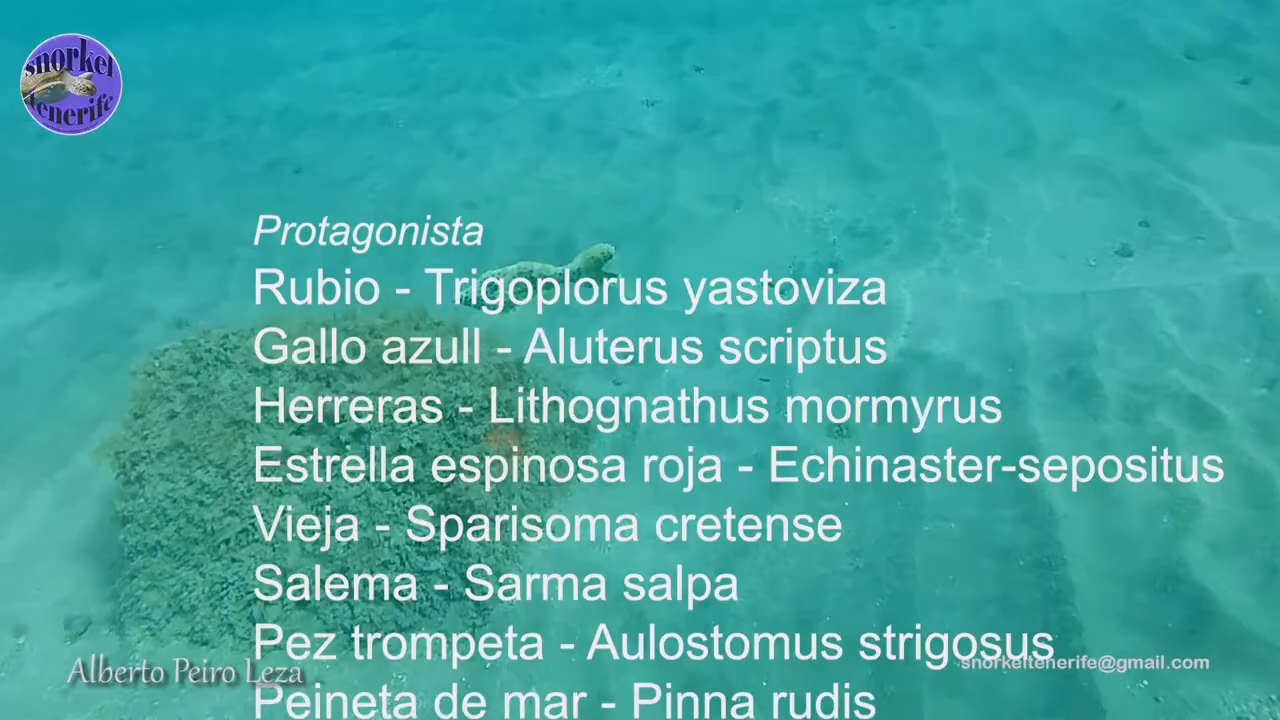 snorkel
tenerife
Protagonista
Rubio - Trigoplorus yastoviza
Gallo azull - Aluterus scriptus
Herreras - Lithognathus mormyrus
Estrella espinosa roja - Echinaster-sepositus
Vieja - Sparisoma cretense
Salema - Sarma salpa
Pez trompeta - Aulostomus strigosus
snorkeltenerife@gmail.com
Alberto Peiro Leza
Peineta de mar - Pinna rudis